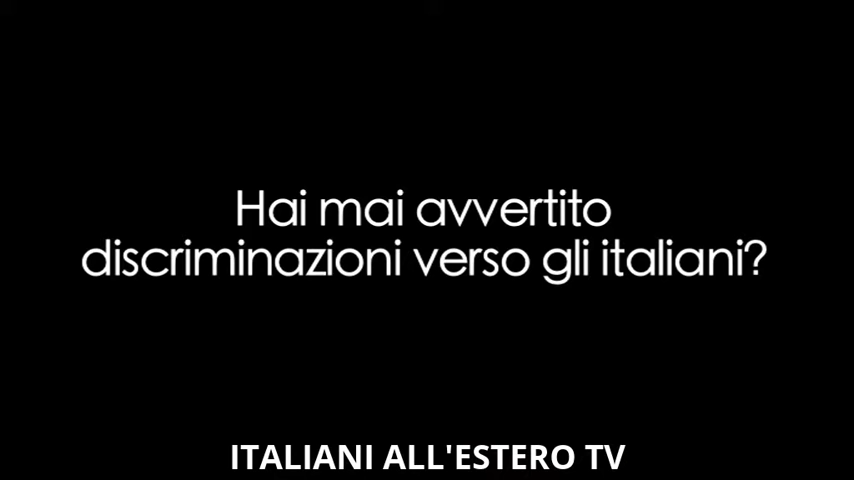 Hai mai avvertito
discriminazioni verso gli italiani?
ITALIANI ALL'ESTERO TV